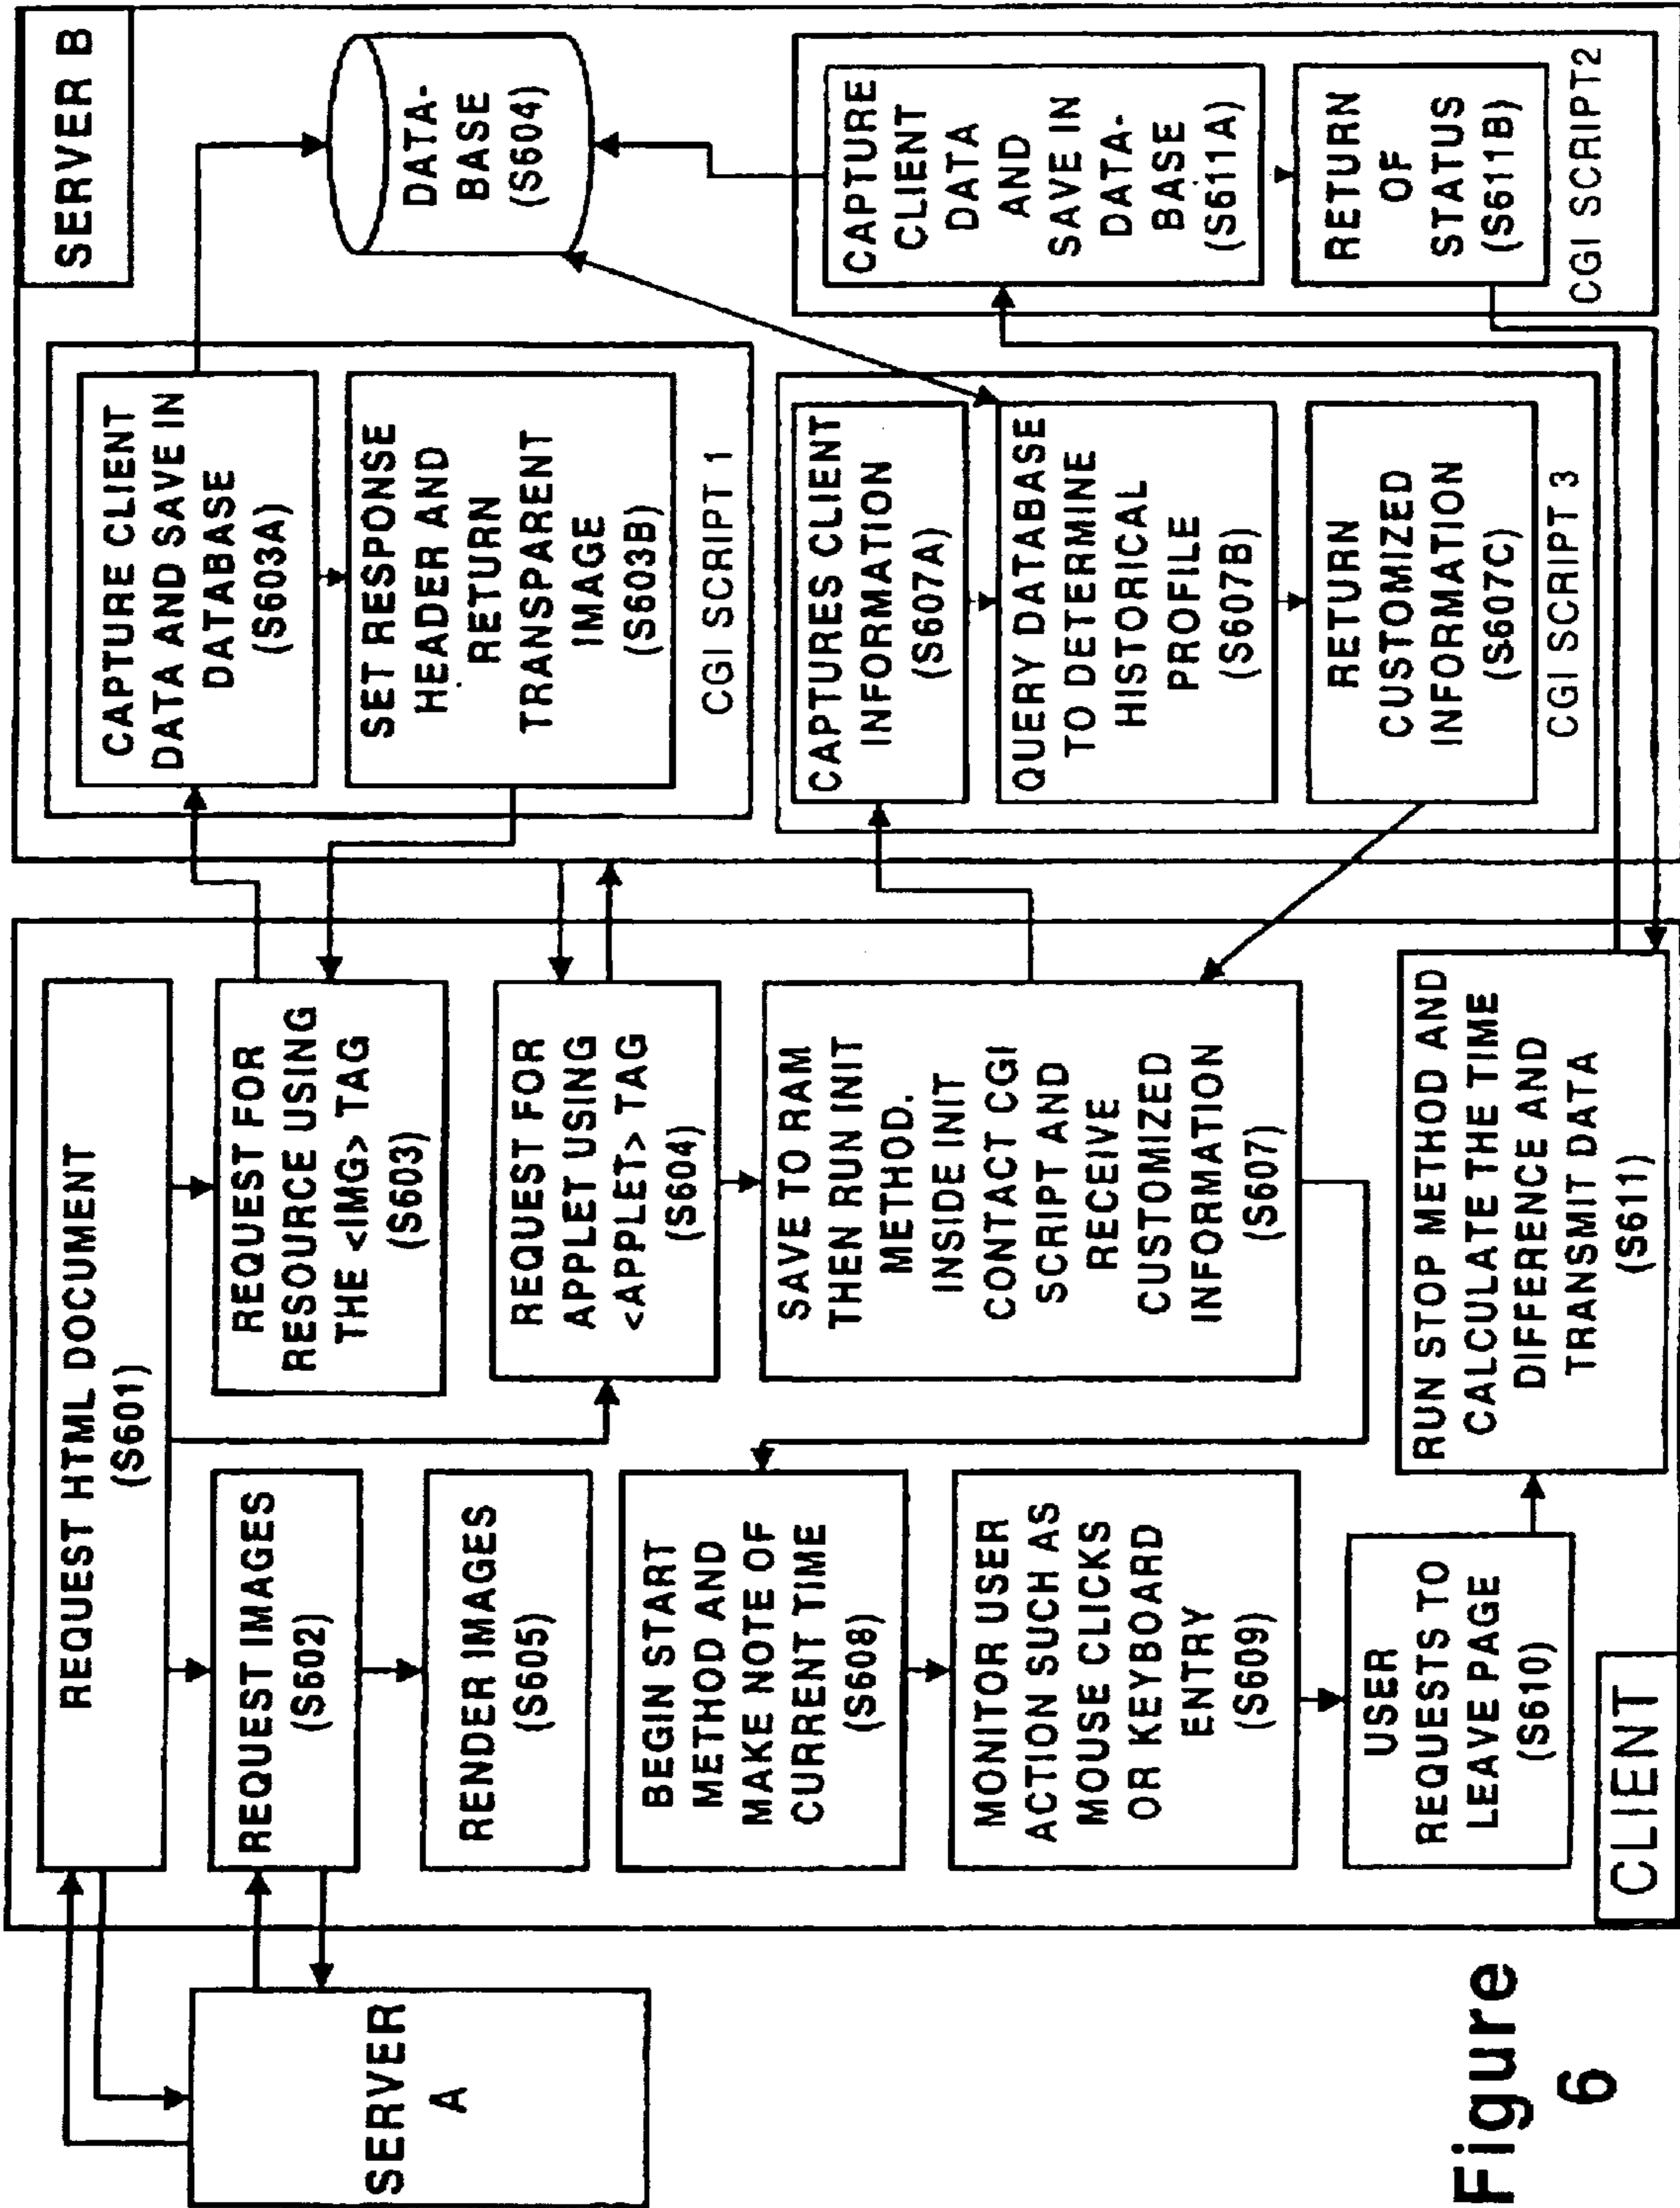 SERVER
A
REQUEST HTML DOCUMENT
(S601)
REQUEST IMAGES
(S602)
RENDER IMAGES
(S605)
REQUEST FOR
RESOURCE USING
THE <IMG> TAG
(S603)
REQUEST FOR
APPLET USING
<APPLET> TAG
(S604)
SAVE TO RAM
THEN RUN INIT
METHOD.
INSIDE INIT
CONTACT CGI
SCRIPT AND
RECEIVE
CUSTOMIZED
INFORMATION
(S607)
BEGIN START
METHOD AND
MAKE NOTE OF
CURRENT TIME
(S608)
MONITOR USER
ACTION SUCH AS
MOUSE CLICKS
OR KEYBOARD
ENTRY
(S609)
USER
REQUESTS TO
LEAVE PAGE
(S610)
RUN STOP METHOD AND
CALCULATE THE TIME
DIFFERENCE AND
TRANSMIT DATA
(S611)
CLIENT
SERVER B
CAPTURE CLIENT
DATA AND SAVE IN
DATABASE
(S603A)
SET RESPONSE
HEADER AND
RETURN
TRANSPARENT
IMAGE
(S603B)
CGI SCRIPT 1
DATA-
BASE
(S604)
CAPTURES CLIENT
INFORMATION
(S607A)
QUERY DATABASE
TO DETERMINE
HISTORICAL
PROFILE
(S607B)
RETURN
CUSTOMIZED
INFORMATION
(S607C)
CGI SCRIPT 3
CAPTURE
CLIENT
DATA
AND
SAVE IN
DATA-
BASE
(S611A)
RETURN
OF
STATUS
(S611B)
CGI SCRIPT2
Figure
6